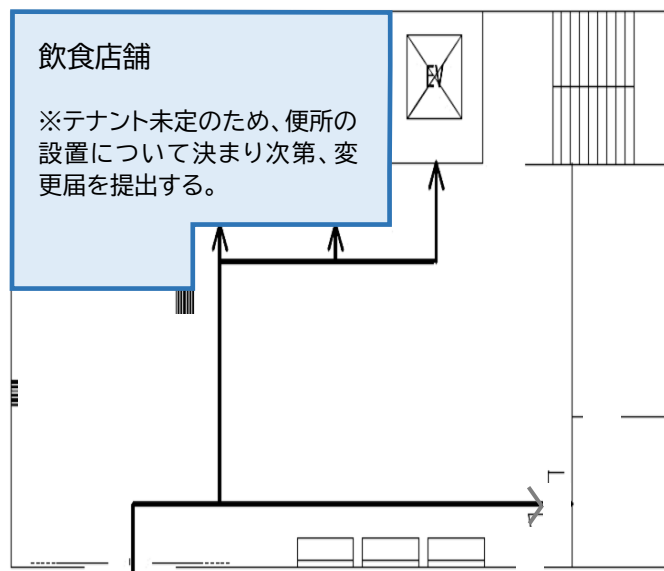 飲食店舗
※テナント未定のため、便所の
設置について決まり次第、変
更届を提出する。
EV